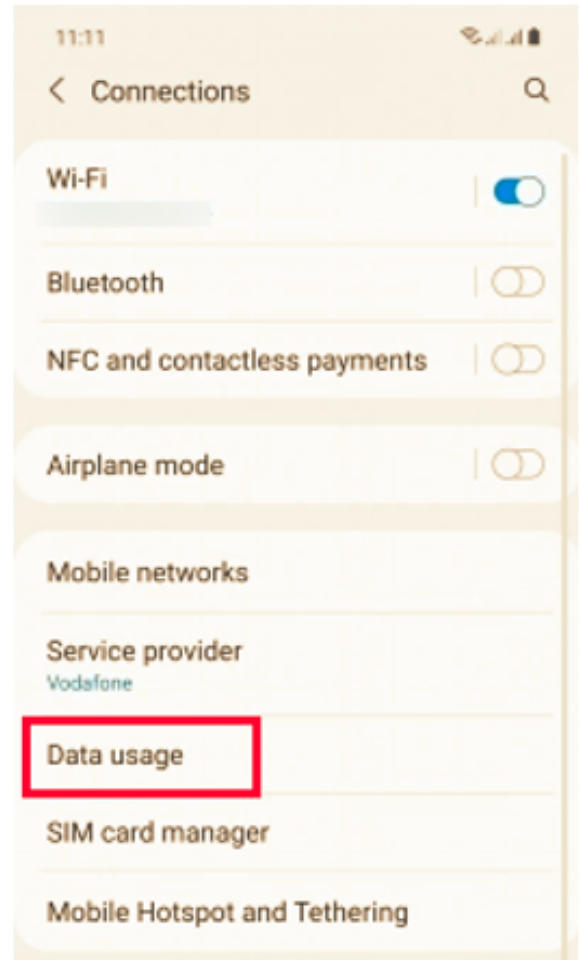 11:11
Connections
Wi-Fi
Bluetooth
NFC and contactless payments
Airplane mode
Mobile networks
Service provider
Vodafone
Data usage
SIM card manager
Mobile Hotspot and Tethering